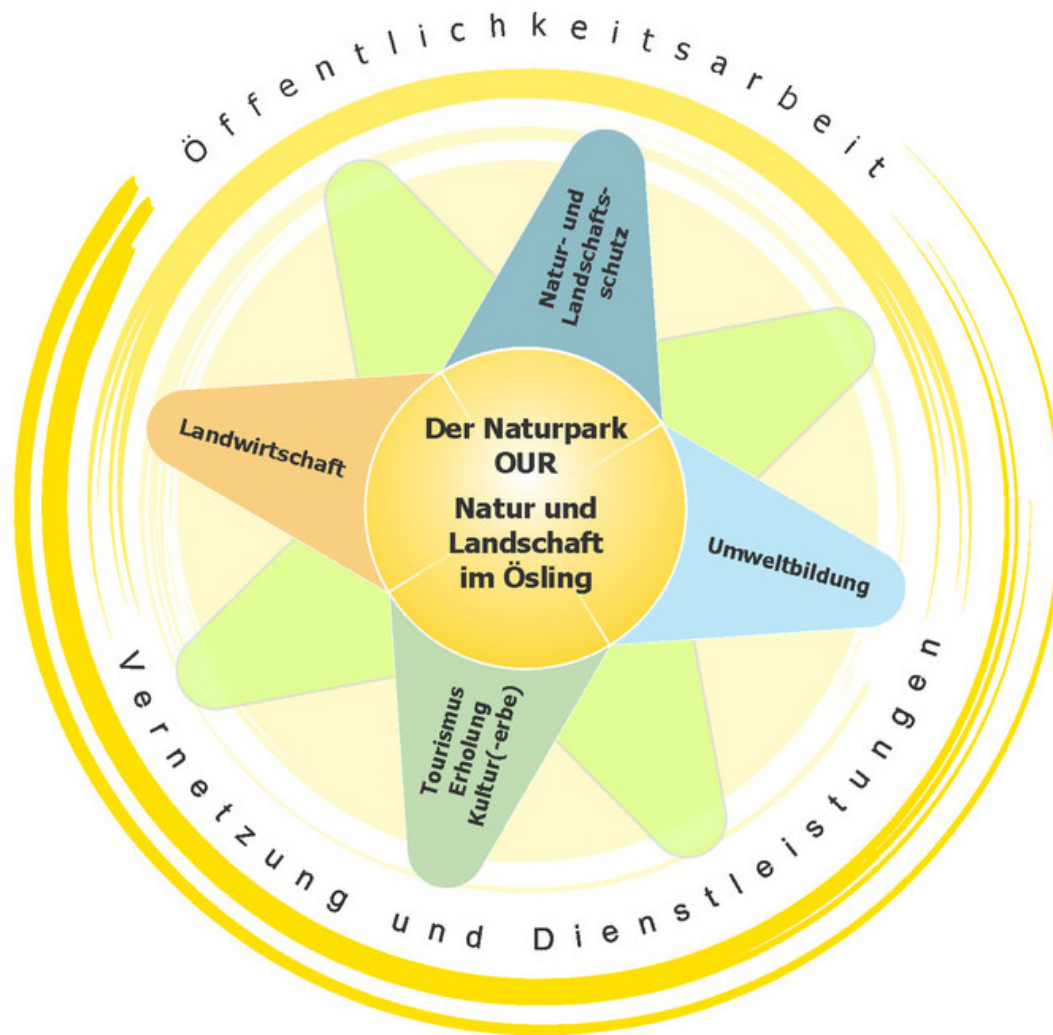 Öffentlichkeitsarbeit
Natur- und
Landschafts-
schutz
Landwirtschaft
Der Naturpark
OUR
Natur und
Landschaft
im Ösling
Umweltbildung
Tourismus
Erholung
Kultur(-erbe)
Vernetzung und Dienstleistungen